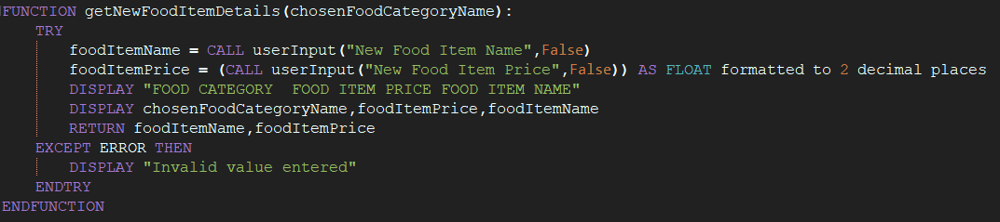 FUNCTION getNewFoodItemDetails(chosenFoodCategoryName):
TRY
foodItemName = CALL userInput("New Food Item Name",False)
foodItemPrice = (CALL userInput("New Food Item Price",False)) AS FLOAT formatted to 2 decimal places
DISPLAY "FOOD CATEGORY  FOOD ITEM PRICE FOOD ITEM NAME"
DISPLAY chosenFoodCategoryName,foodItemPrice,foodItemName
RETURN foodItemName,foodItemPrice
EXCEPT ERROR THEN
DISPLAY "Invalid value entered"
ENDTRY
ENDFUNCTION